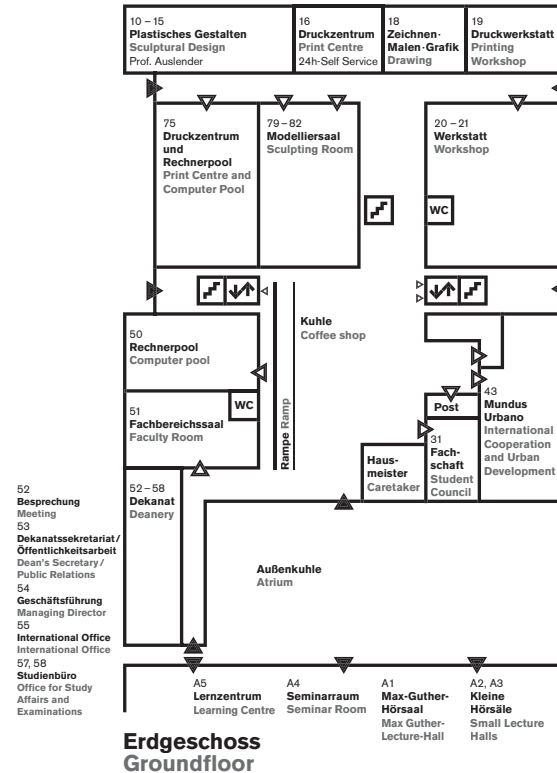 10 – 15
Plastisches Gestalten
Sculptural Design
Prof. Auslender
16
Druckzentrum
Print Centre
24h-Self Service
18
Zeichnen·
Malen·Grafik
Drawing
19
Druckwerkstatt
Printing
Workshop
75
Druckzentrum
und
Rechnerpool
Print Centre and
Computer Pool
79 – 82
Modelliersaal
Sculpting Room
20 – 21
Werkstatt
Workshop
WC
50
Rechnerpool
Computer pool
Kuhle
Coffee shop
Rampe Ramp
51
Fachbereichssaal
Faculty Room
WC
Post
43
Mundus
Urbano
International
Cooperation
and Urban
Development
31
Fach-
schaft
Student
Council
Haus-
meister
Caretaker
52 – 58
Dekanat
Deanery
52
Besprechung
Meeting
53
Dekanatssekretariat/
Öffentlichkeitsarbeit
Dean's Secretary/
Public Relations
54
Geschäftsführung
Managing Director
55
International Office
International Office
57, 58
Studienbüro
Office for Study
Affairs and
Examinations
Außenkuhle
Atrium
A5
Lernzentrum
Learning Centre
A4
Seminarraum
Seminar Room
A1
Max-Guther-
Hörsaal
Max Guther-
Lecture-Hall
A2, A3
Kleine
Hörsäle
Small Lecture
Halls
Erdgeschoss
Groundfloor